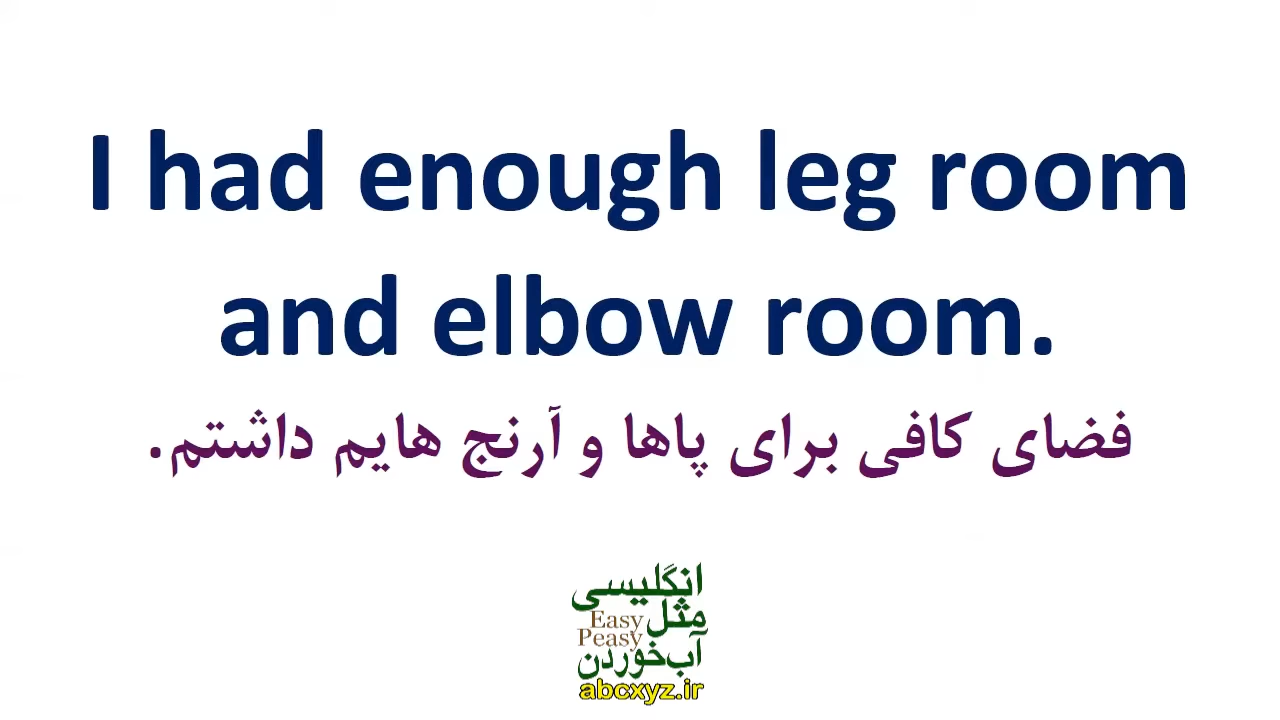 I had enough leg room
and elbow room.
فضای کافی برای پاها و آرنج هایم داشتم.
انگلیسی
مثل
Easy
Peasy
آب‌خوردن
abcxyz.ir